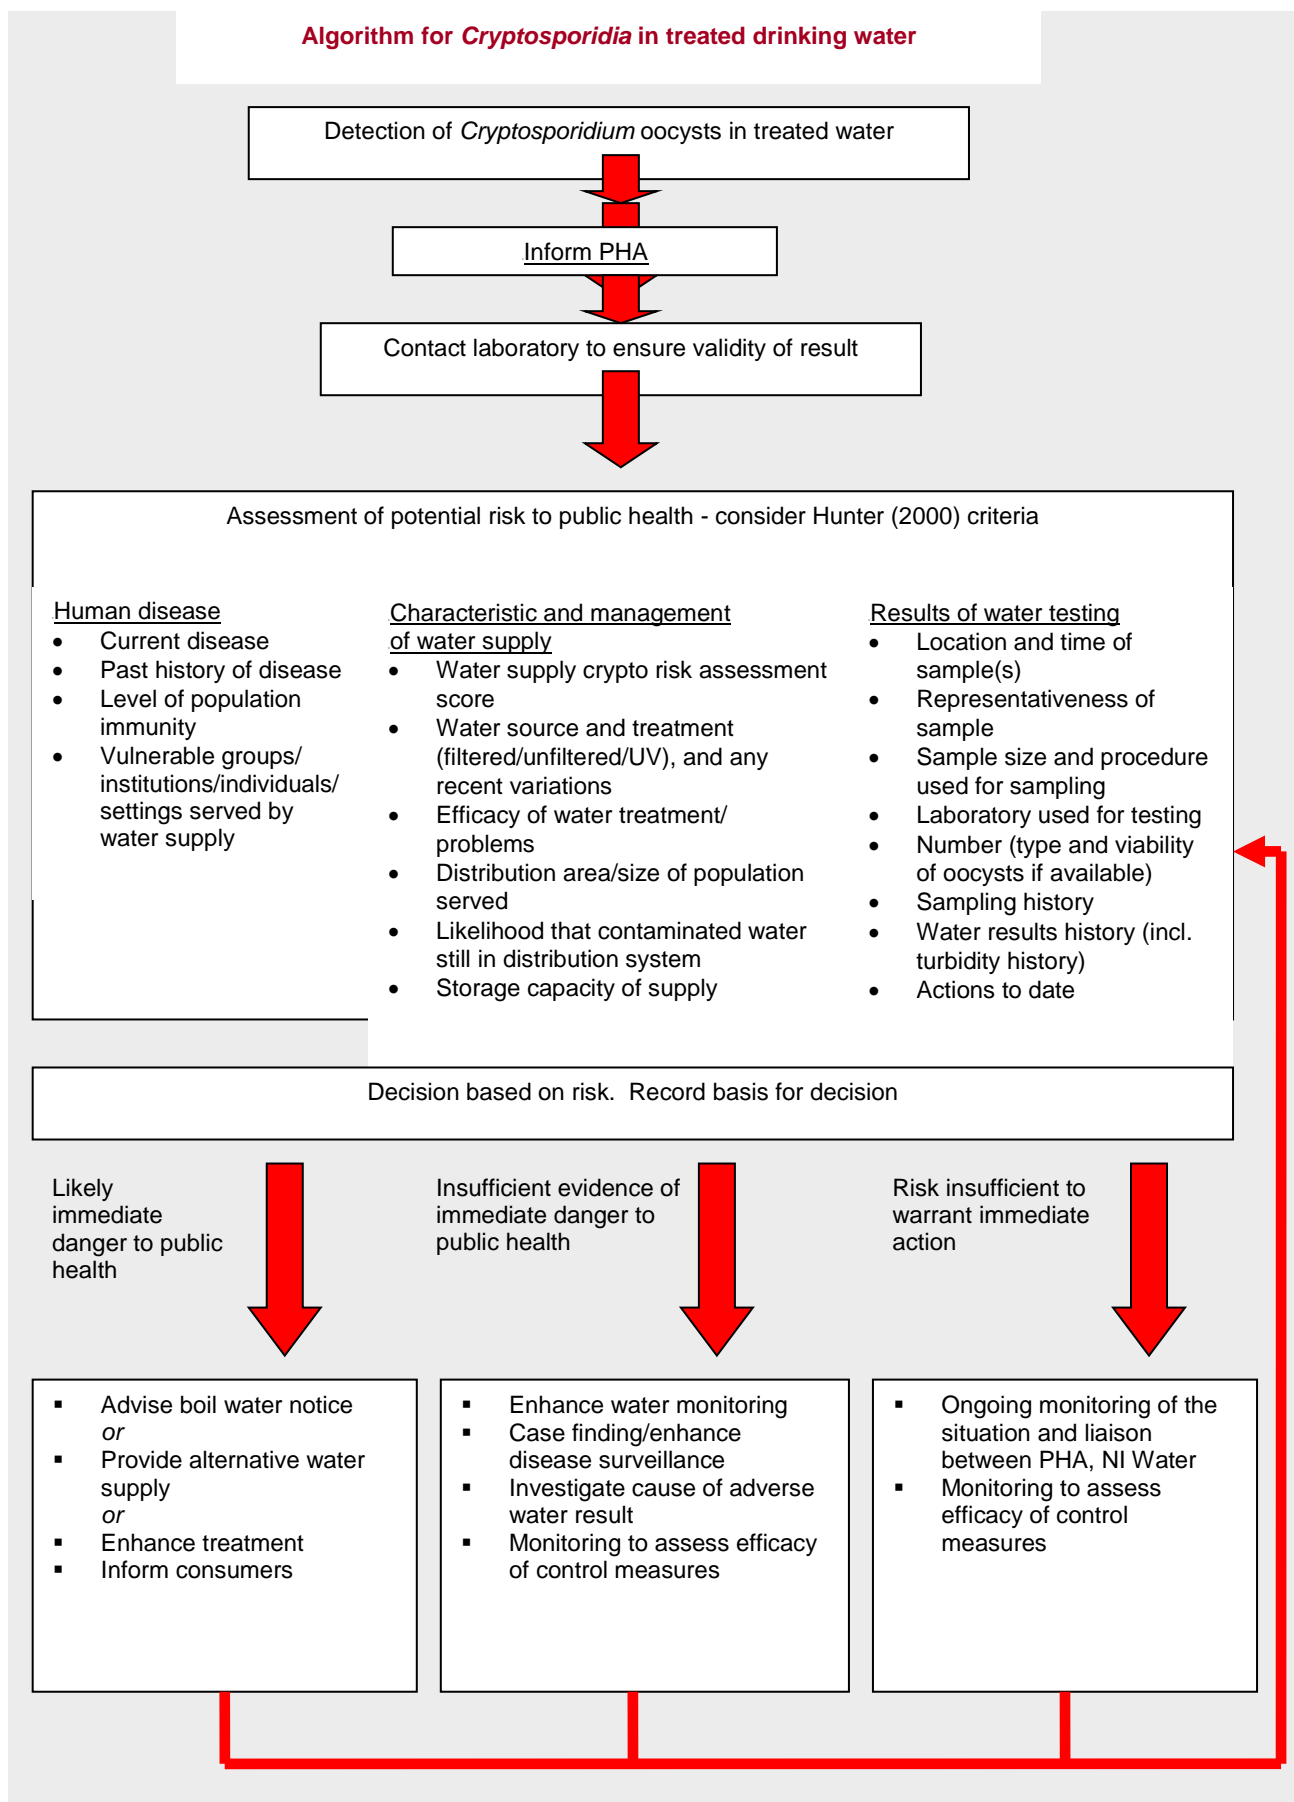 Algorithm for Cryptosporidia in treated drinking water
Detection of Cryptosporidium oocysts in treated water
Inform PHA
Contact laboratory to ensure validity of result
Assessment of potential risk to public health - consider Hunter (2000) criteria
Human disease
• Current disease
• Past history of disease
• Level of population
immunity
• Vulnerable groups/
institutions/individuals/
settings served by
water supply
Characteristic and management
of water supply
• Water supply crypto risk assessment
score
• Water source and treatment
(filtered/unfiltered/UV), and any
recent variations
• Efficacy of water treatment/
problems
• Distribution area/size of population
served
• Likelihood that contaminated water
still in distribution system
• Storage capacity of supply
Results of water testing
• Location and time of
sample(s)
• Representativeness of
sample
• Sample size and procedure
used for sampling
• Laboratory used for testing
• Number (type and viability
of oocysts if available)
• Sampling history
• Water results history (incl.
turbidity history)
• Actions to date
Decision based on risk.  Record basis for decision
Likely
immediate
danger to public
health
Insufficient evidence of
immediate danger to
public health
Risk insufficient to
warrant immediate
action
▪ Advise boil water notice
or
▪ Provide alternative water
supply
or
▪ Enhance treatment
▪ Inform consumers
▪ Enhance water monitoring
▪ Case finding/enhance
disease surveillance
▪ Investigate cause of adverse
water result
▪ Monitoring to assess efficacy
of control measures
▪ Ongoing monitoring of the
situation and liaison
between PHA, NI Water
▪ Monitoring to assess
efficacy of control
measures